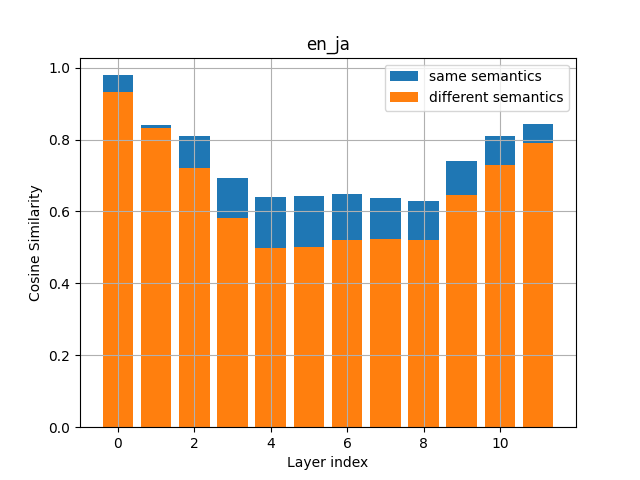 en_ja
same semantics
different semantics
Cosine Similarity
1.0
0.8
0.6
0.4
0.2
0.0
0 2 4 6 8 10
Layer index